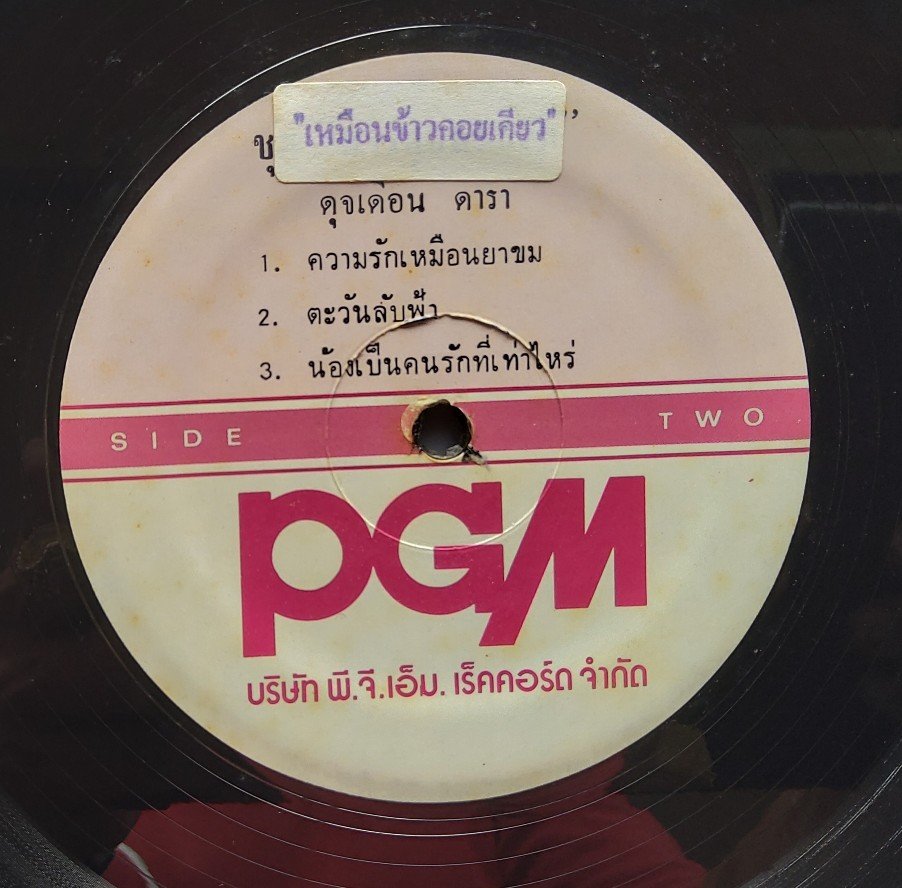 "เหมือนข้าวคอยเคียว"
ดุจเดือน ดารา
1. ความรักเหมือนยาขม
2. ตะวันลับฟ้า
3. น้องเป็นคนรักที่เท่าไหร่
SIDE TWO
PGM
บริษัท พี.จี.เอ็ม. เร็คคอร์ด จำกัด